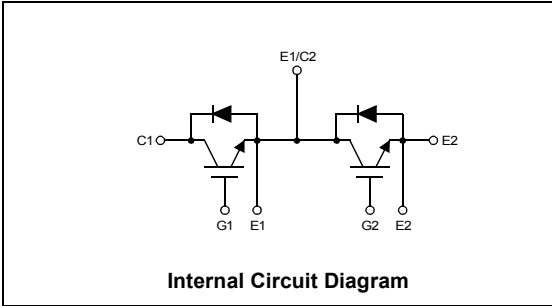 E1/C2
C1 E2
G1 E1 G2 E2
Internal Circuit Diagram